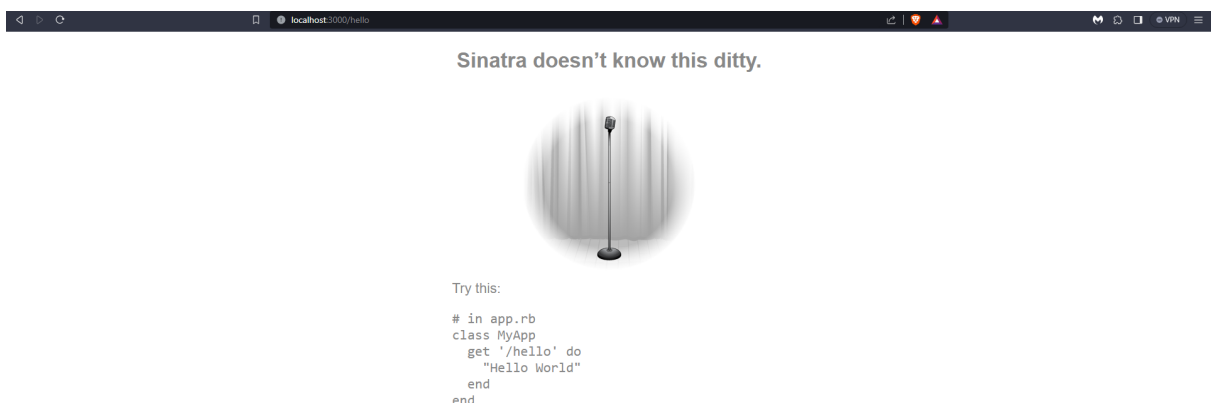 localhost:3000/hello
VPN
Sinatra doesn’t know this ditty.
Try this:
# in app.rb
class MyApp
get '/hello' do
"Hello World"
end
end